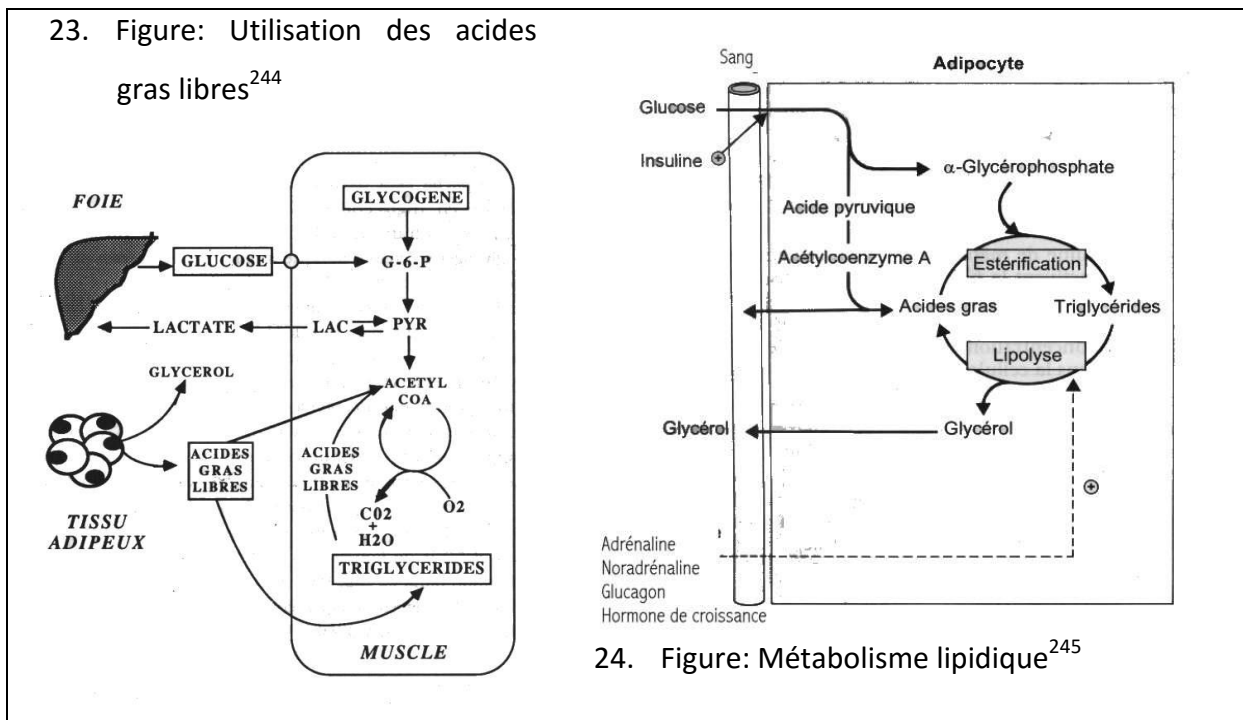 23. Figure: Utilisation des acides
gras libres244
FOIE
GLYCOGENE
GLUCOSE
G-6-P
LACTATE
LAC
PYR
GLYCEROL
ACETYL
COA
ACIDES
GRAS
LIBRES
ACIDES
GRAS
LIBRES
C02
+
H2O
O2
TISSU
ADIPEUX
TRIGLYCERIDES
MUSCLE
Sang
Adipocyte
Glucose
Insuline
+
α-Glycérophosphate
Acide pyruvique
Acétylcoenzyme A
Estérification
Acides gras
Triglycérides
Lipolyse
Glycérol
Glycérol
+
Adrénaline
Noradrénaline
Glucagon
Hormone de croissance
24. Figure: Métabolisme lipidique245